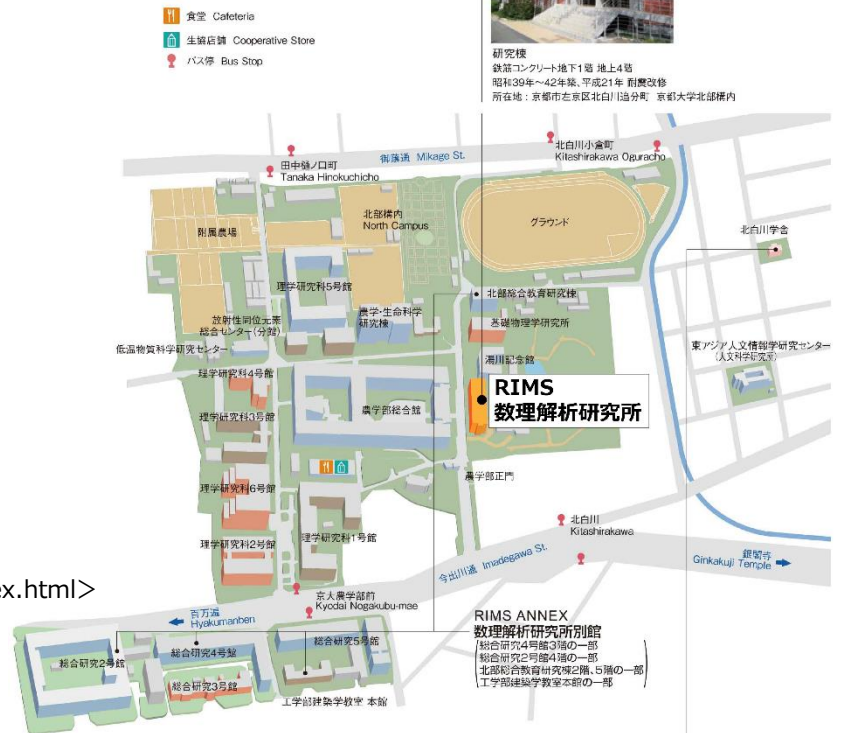 食堂 Cafeteria
生協店舗 Cooperative Store
バス停 Bus Stop
研究棟
鉄筋コンクリート地下1階 地上4階
昭和39年～42年築、平成21年 耐震改修
所在地：京都市左京区北白川追分町 京都大学北部構内
御蔭通 Mikage St.
田中樋ノ口町
Tanaka Hinokuchicho
北白川小倉町
Kitashirakawa Oguracho
附属農場
北部構内
North Campus
グラウンド
北白川学舎
理学研究科5号館
北部総合教育研究棟
農学・生命科学
研究棟
基礎物理学研究所
放射性同位元素
総合センター(分館)
低温物質科学研究センター
湯川記念館
東アジア人文情報学研究センター
(人文科学研究所)
理学研究科4号館
RIMS
数理解析研究所
理学研究科3号館
農学部総合館
農学部正門
理学研究科6号館
北白川
Kitashirakawa
理学研究科2号館
理学研究科1号館
今出川通 Imadegawa St.
銀閣寺
Ginkakuji Temple
ex.html>
京大農学部前
Kyodai Nogakubu-mae
百万遍
Hyakumanben
RIMS ANNEX
数理解析研究所別館
総合研究4号館3階の一部
総合研究2号館4階の一部
北部総合教育研究棟2階、5階の一部
工学部建築学教室本館の一部
総合研究5号館
総合研究4号館
総合研究2号館
総合研究3号館
工学部建築学教室 本館